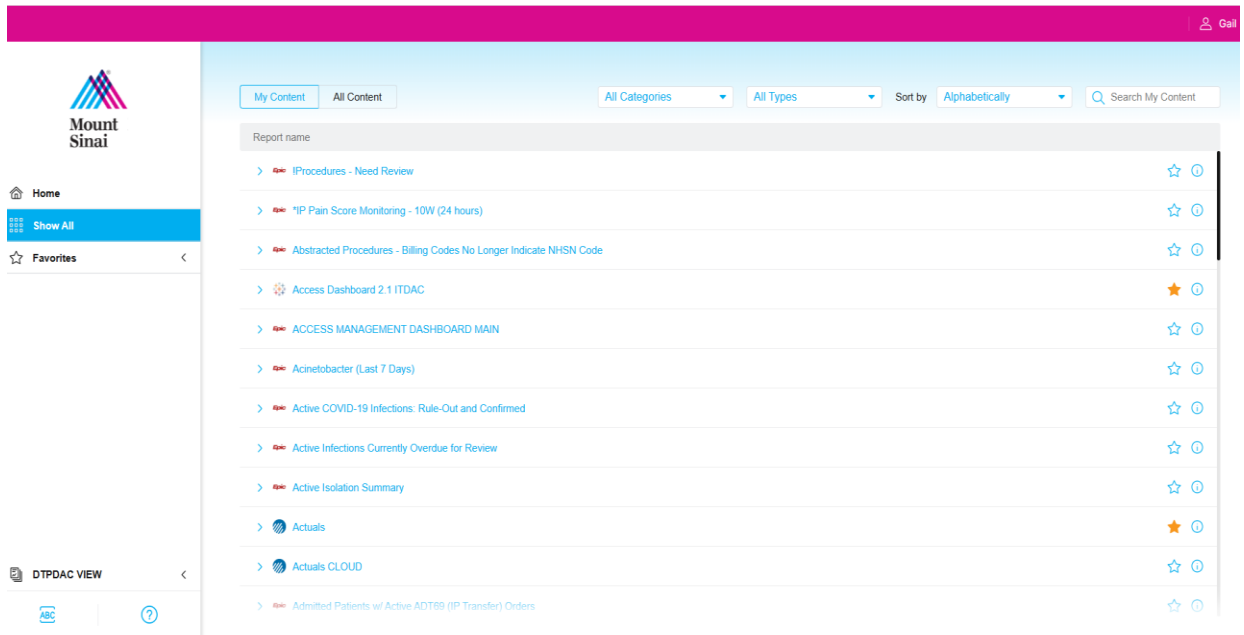 Gail
Mount
Sinai
Home
Show All
Favorites
DTPDAC VIEW
ABC
?
My Content All Content All Categories All Types Sort by Alphabetically Search My Content
Report name
Epic IProcedures - Need Review
Epic *IP Pain Score Monitoring - 10W (24 hours)
Epic Abstracted Procedures - Billing Codes No Longer Indicate NHSN Code
Access Dashboard 2.1 ITDAC
Epic ACCESS MANAGEMENT DASHBOARD MAIN
Epic Acinetobacter (Last 7 Days)
Epic Active COVID-19 Infections: Rule-Out and Confirmed
Epic Active Infections Currently Overdue for Review
Epic Active Isolation Summary
Actuals
Actuals CLOUD
Epic Admitted Patients w/ Active ADT69 (IP Transfer) Orders